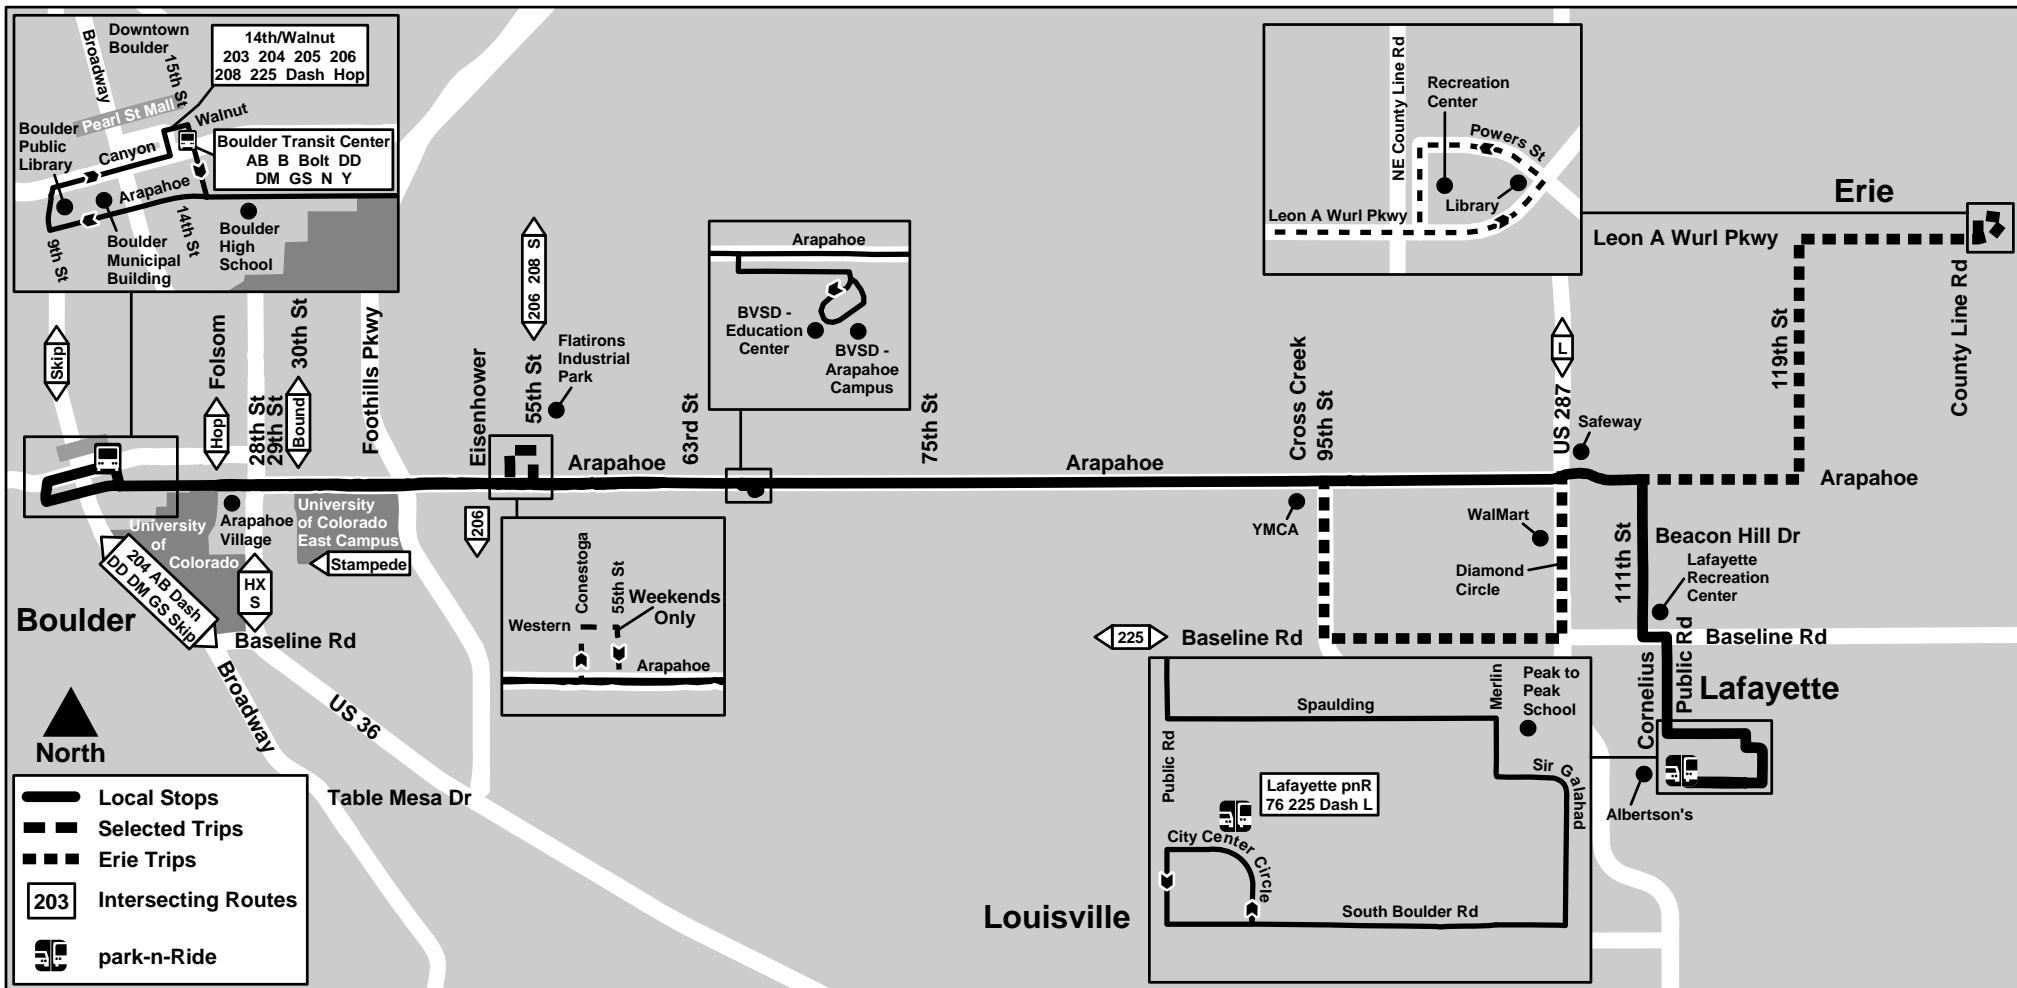 Downtown
Boulder
Broadway
15th St
14th/Walnut
203 204 205 206
208 225 Dash Hop
Pearl St Mall
Walnut
Boulder
Public
Library
Canyon
Boulder Transit Center
AB B Bolt DD
DM GS N Y
Arapahoe
14th St
9th St
Boulder
Municipal
Building
Boulder
High
School
Skip
Hop
Folsom
28th St
29th St
30th St
Bound
Foothills Pkwy
Eisenhower
206 208 S
55th St
Flatirons
Industrial
Park
63rd St
Arapahoe
BVSD -
Education
Center
BVSD -
Arapahoe
Campus
75th St
NE County Line Rd
Recreation
Center
Powers St
Library
Leon A Wurl Pkwy
Erie
Leon A Wurl Pkwy
119th St
County Line Rd
Cross Creek
95th St
L
US 287
Safeway
Arapahoe
Arapahoe
Arapahoe
University
of
Colorado
Arapahoe
Village
University
of Colorado
East Campus
Stampede
206
HX
S
204 AB Dash
DD DM GS Skip
Boulder
Baseline Rd
Broadway
US 36
Table Mesa Dr
Conestoga
55th St
Weekends
Only
Western
Arapahoe
YMCA
WalMart
Diamond
Circle
111th St
Beacon Hill Dr
Lafayette
Recreation
Center
225
Baseline Rd
Baseline Rd
Public Rd
Cornelius
Lafayette
Albertson's
Spaulding
Merlin
Peak to
Peak
School
Public Rd
Sir Galahad
Lafayette pnR
76 225 Dash L
City Center Circle
South Boulder Rd
Louisville
North
Local Stops
Selected Trips
Erie Trips
203
Intersecting Routes
park-n-Ride